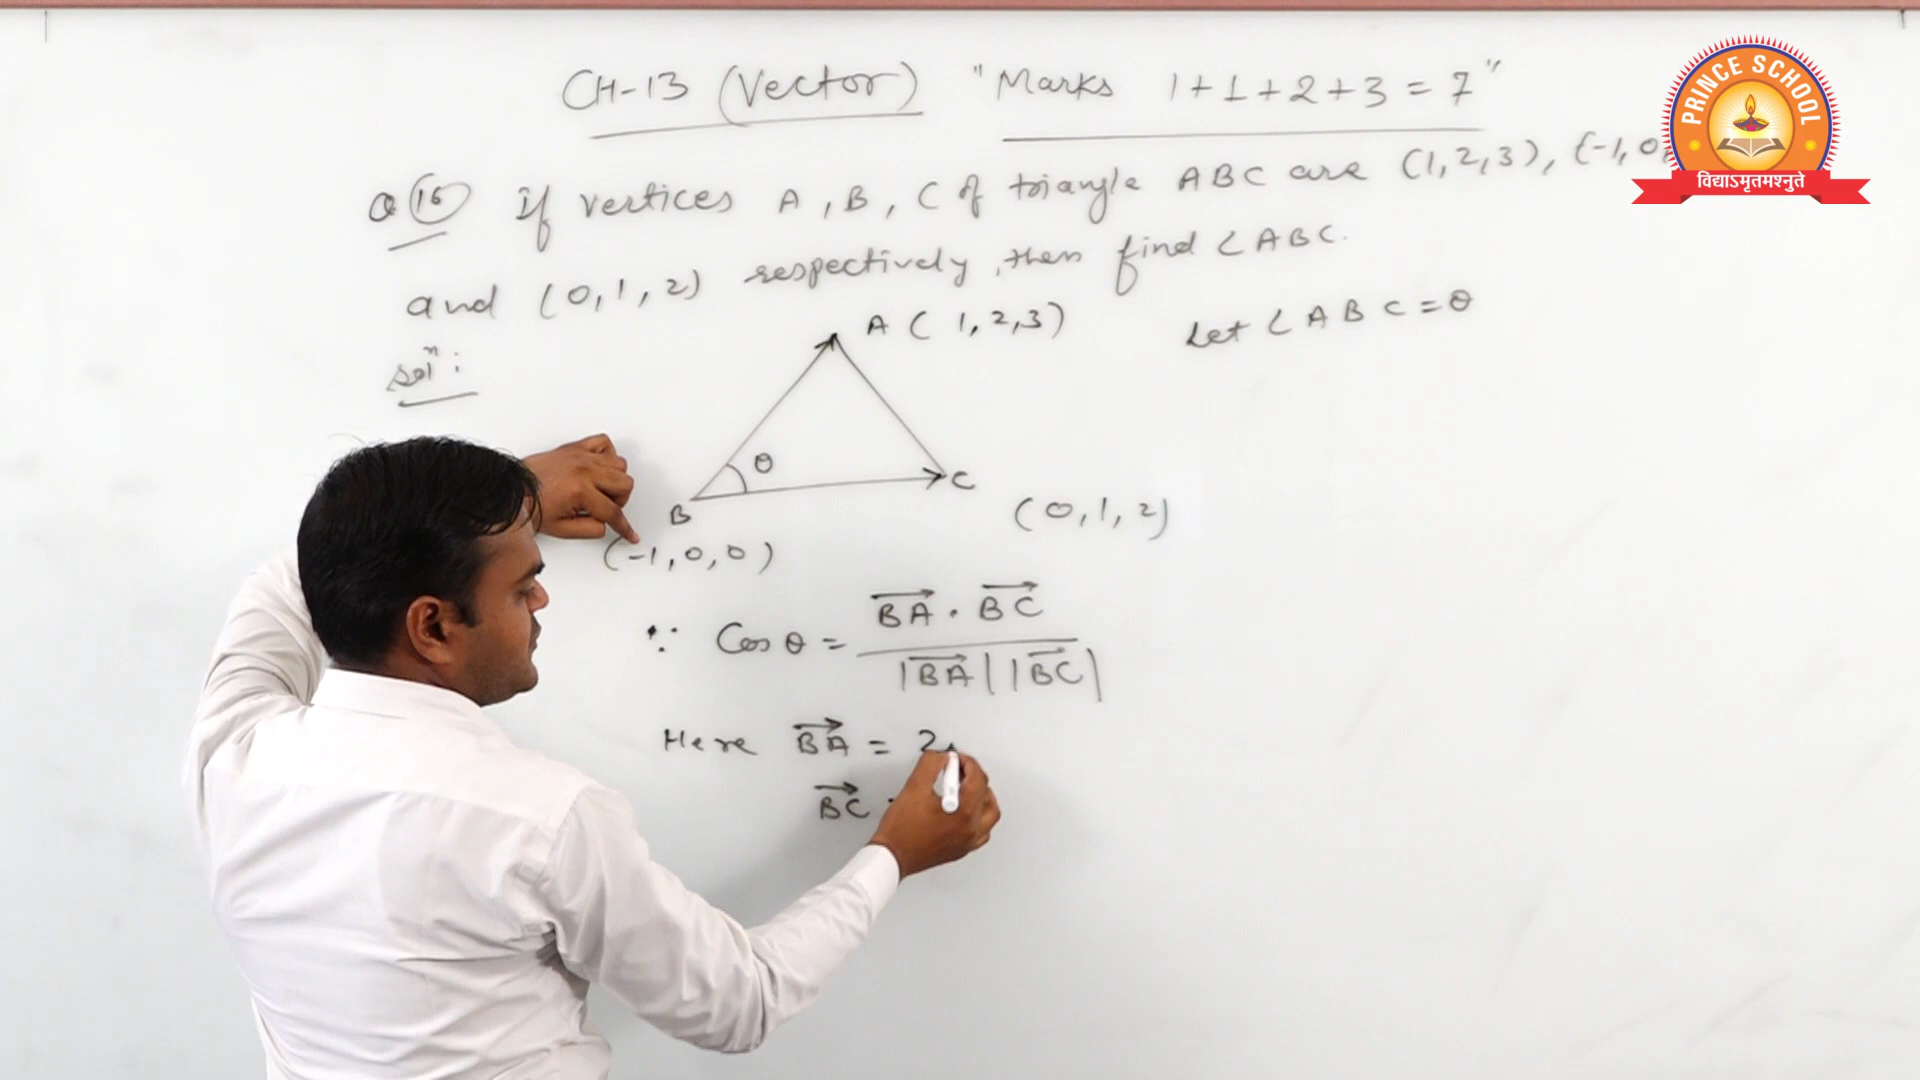 CH-13 (Vector) "Marks 1+1+2+3=7"
PRINCE SCHOOL
विद्याऽमृतमश्नुते
Q 16 if vertices A, B, C of triangle ABC are (1,2,3), (-1,0,
and (0,1,2) respectively, then find ∠ABC.
Solⁿ:
A (1,2,3)
Let ∠ABC=θ
θ
B
C
(-1,0,0)
(0,1,2)
∵ Cos θ = BA⃗ · BC⃗ / |BA⃗| |BC⃗|
Here BA⃗ = 2
BC⃗